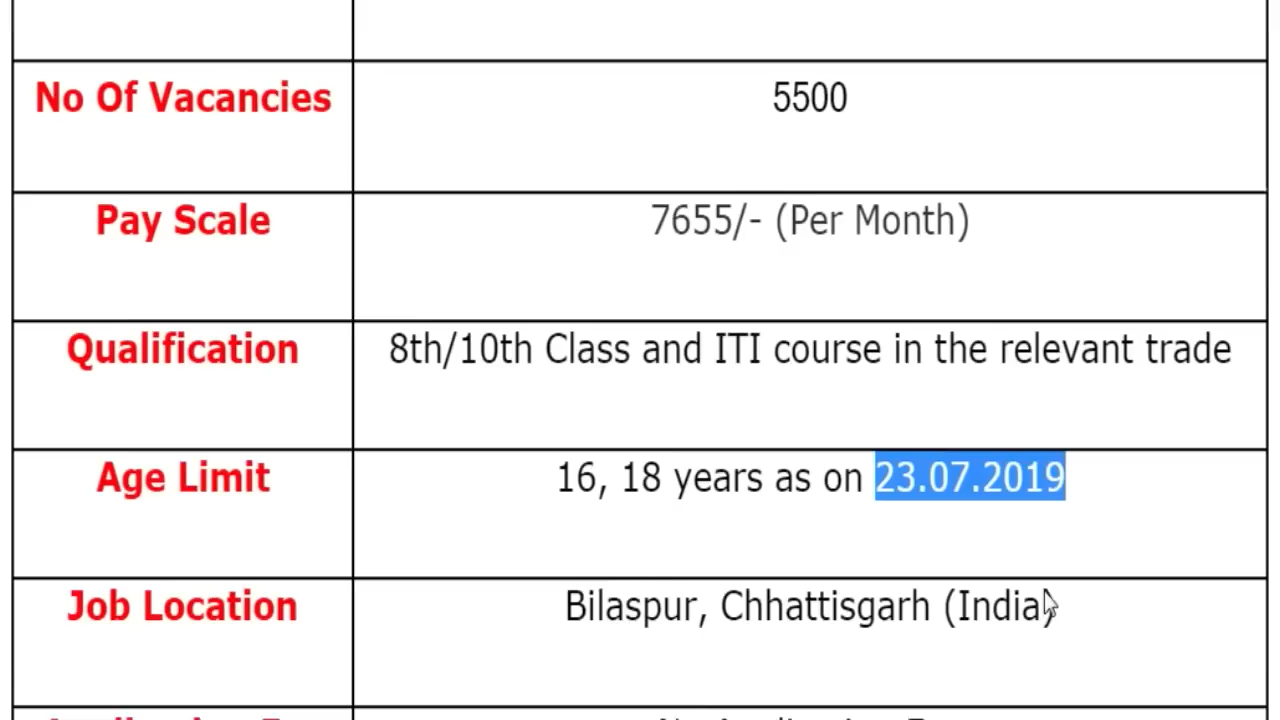 No Of Vacancies 5500
Pay Scale 7655/- (Per Month)
Qualification 8th/10th Class and ITI course in the relevant trade
Age Limit 16, 18 years as on 23.07.2019
Job Location Bilaspur, Chhattisgarh (India)